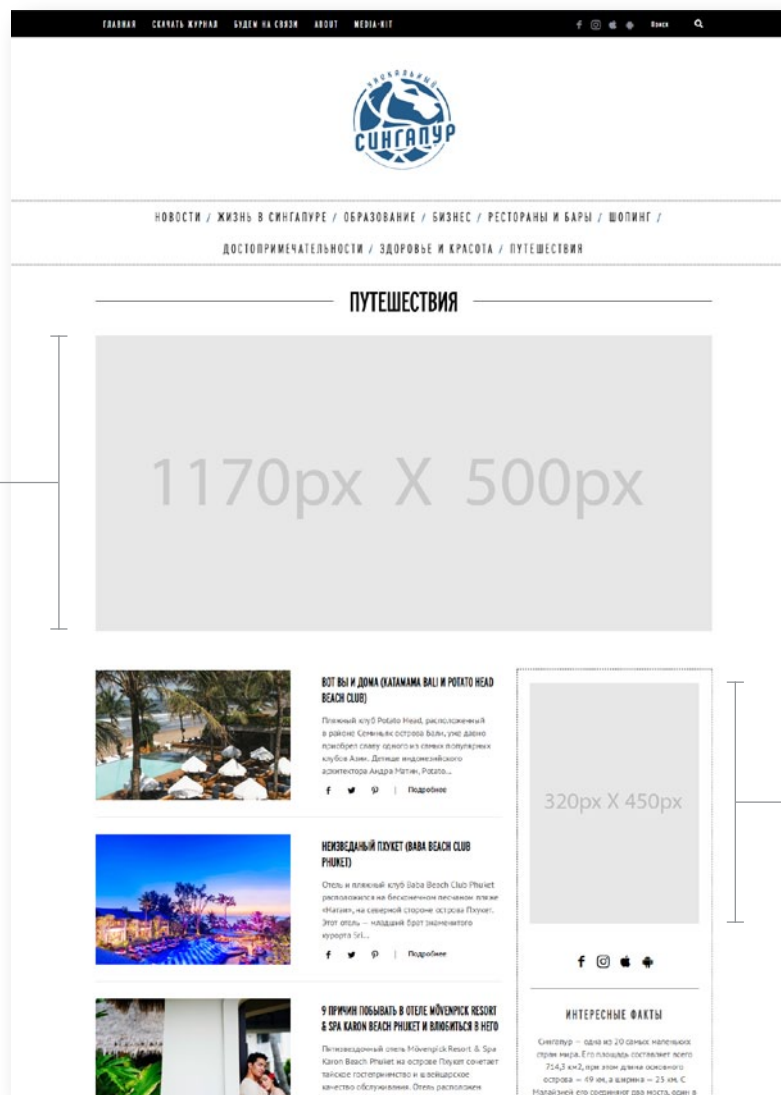 ГЛАВНАЯ СКАЧАТЬ ЖУРНАЛ БУДЕМ НА СВЯЗИ ABOUT MEDIA-KIT Поиск
УНИКАЛЬНЫЙ
СИНГАПУР
НОВОСТИ / ЖИЗНЬ В СИНГАПУРЕ / ОБРАЗОВАНИЕ / БИЗНЕС / РЕСТОРАНЫ И БАРЫ / ШОПИНГ /
ДОСТОПРИМЕЧАТЕЛЬНОСТИ / ЗДОРОВЬЕ И КРАСОТА / ПУТЕШЕСТВИЯ
ПУТЕШЕСТВИЯ
1170px X 500px
ВОТ ВЫ И ДОМА (KATAMAMA BALI И POTATO HEAD
BEACH CLUB)
Пляжный клуб Potato Head, расположенный
в районе Семиньяк острова Бали, уже давно
приобрел славу одного из самых популярных
клубов Азии. Детище индонезийского
архитектора Андра Матин, Potato...
| Подробнее
НЕИЗВЕДАНЫЙ ПХУКЕТ (BABA BEACH CLUB
PHUKET)
Отель и пляжный клуб Baba Beach Club Phuket
расположился на бесконечном песчаном пляже
«Натаи», на северной стороне острова Пхукет.
Этот отель — младший брат знаменитого
курорта Sri...
| Подробнее
9 ПРИЧИН ПОБЫВАТЬ В ОТЕЛЕ MÖVENPICK RESORT
& SPA KARON BEACH PHUKET И ВЛЮБИТЬСЯ В НЕГО
Пятизвездочный отель Mövenpick Resort & Spa
Karon Beach Phuket на острове Пхукет сочетает
тайское гостеприимство и швейцарское
качество обслуживания. Отель расположен
320px X 450px
ИНТЕРЕСНЫЕ ФАКТЫ
Сингапур — одна из 20 самых маленьких
стран мира. Его площадь составляет всего
714,3 км2, при этом длина основного
острова — 49 км, а ширина — 25 км. С
Малайзией его соединяют два моста, один в